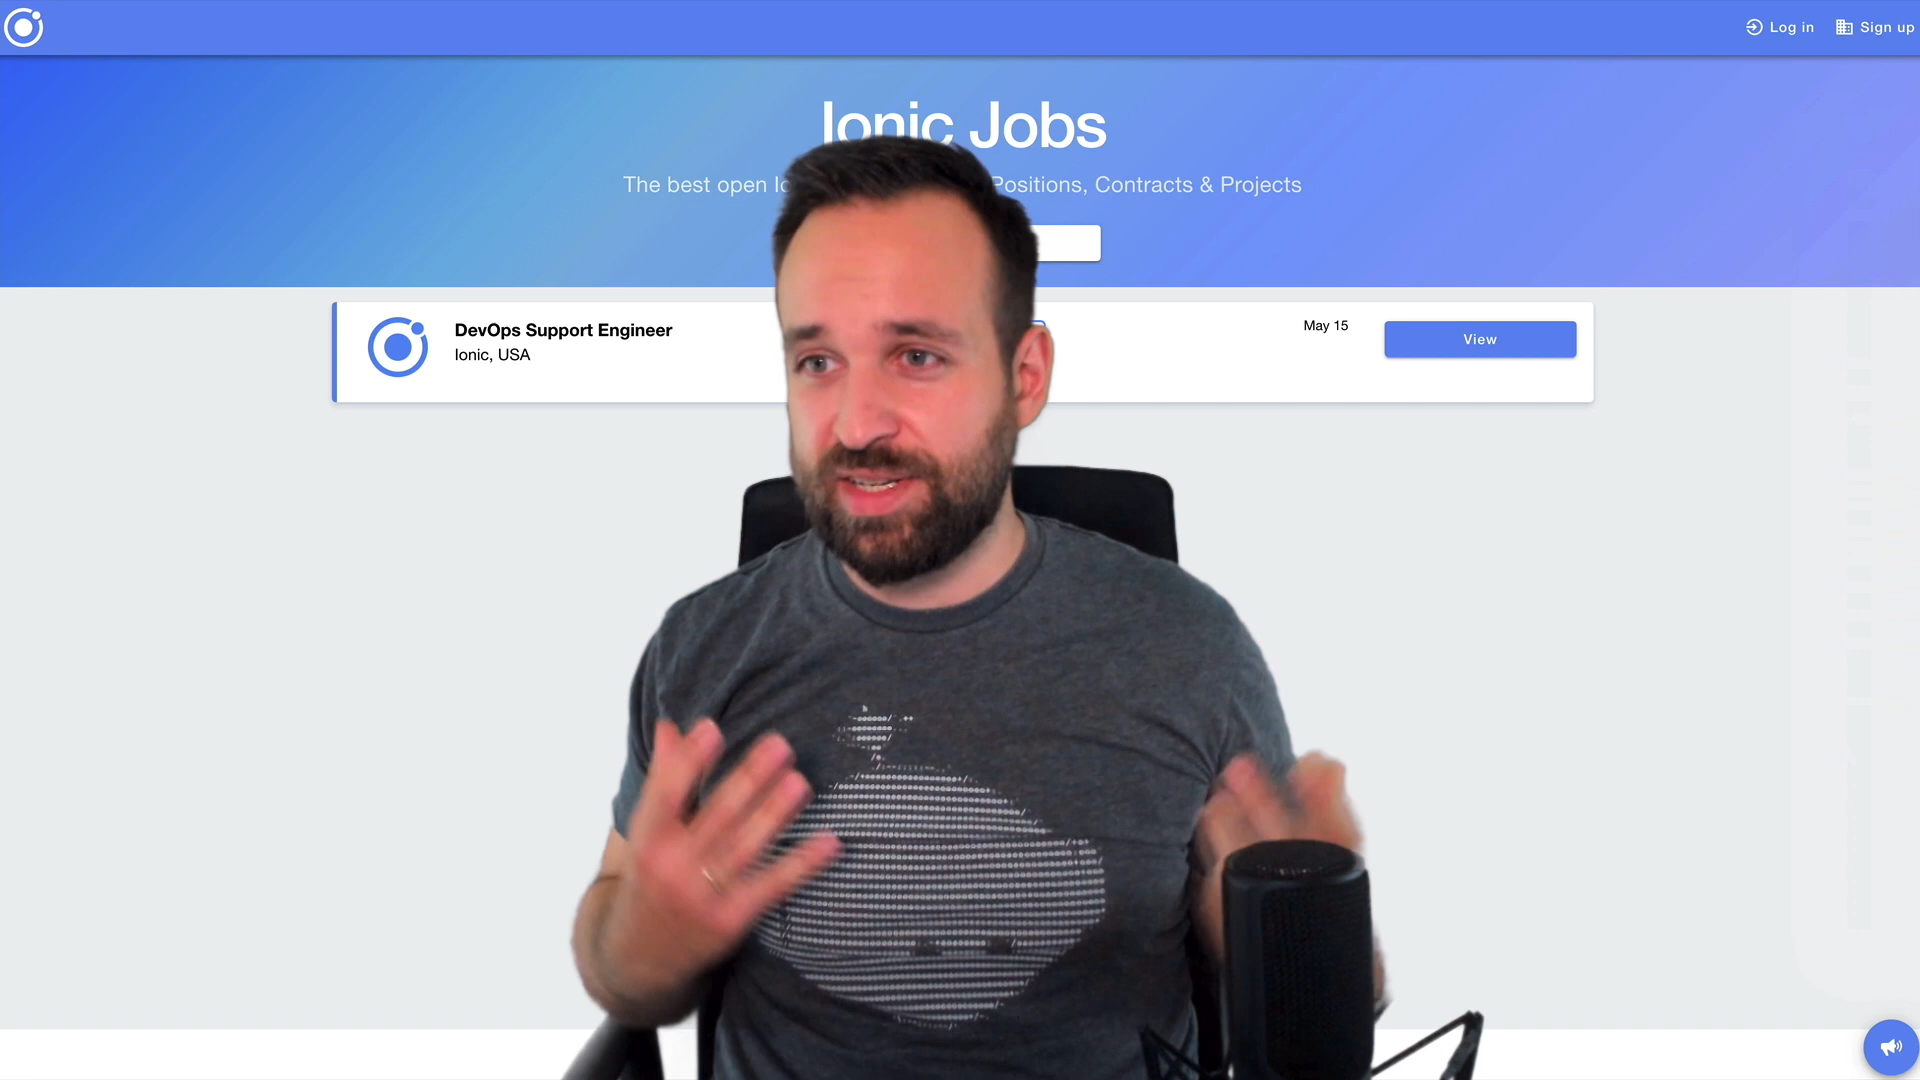 Log in Sign up
Ionic Jobs
The best open Positions, Contracts & Projects
DevOps Support Engineer
May 15
View
Ionic, USA